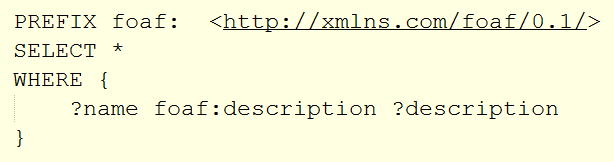 PREFIX foaf:  <http://xmlns.com/foaf/0.1/>
SELECT *
WHERE {
    ?name foaf:description ?description
}